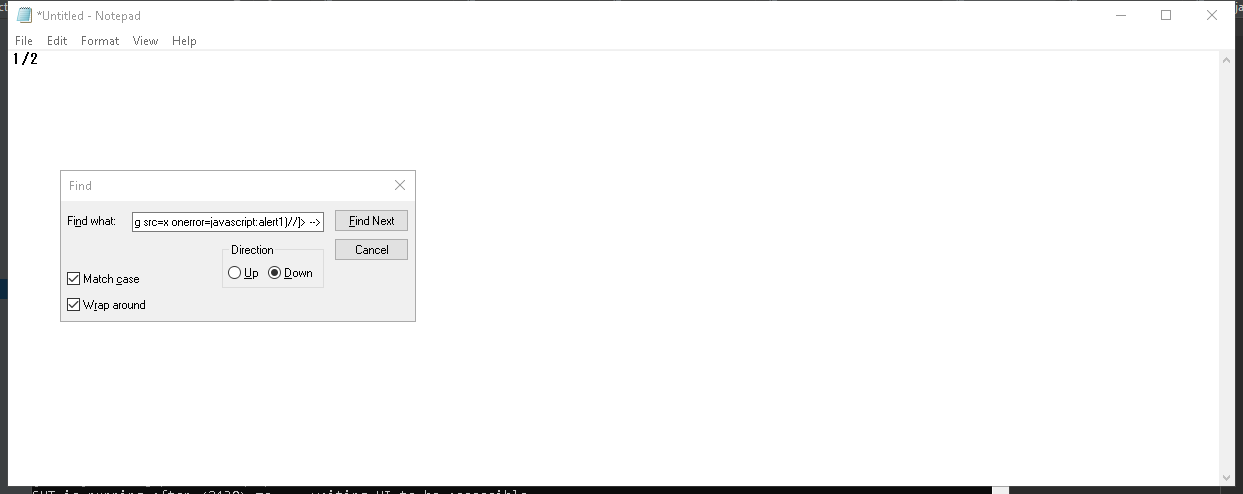 *Untitled - Notepad
File Edit Format View Help
1/2
Find
Find what: g src=x onerror=javascript:alert1)//]> --> Find Next
Direction Cancel
Up Down
Match case
Wrap around